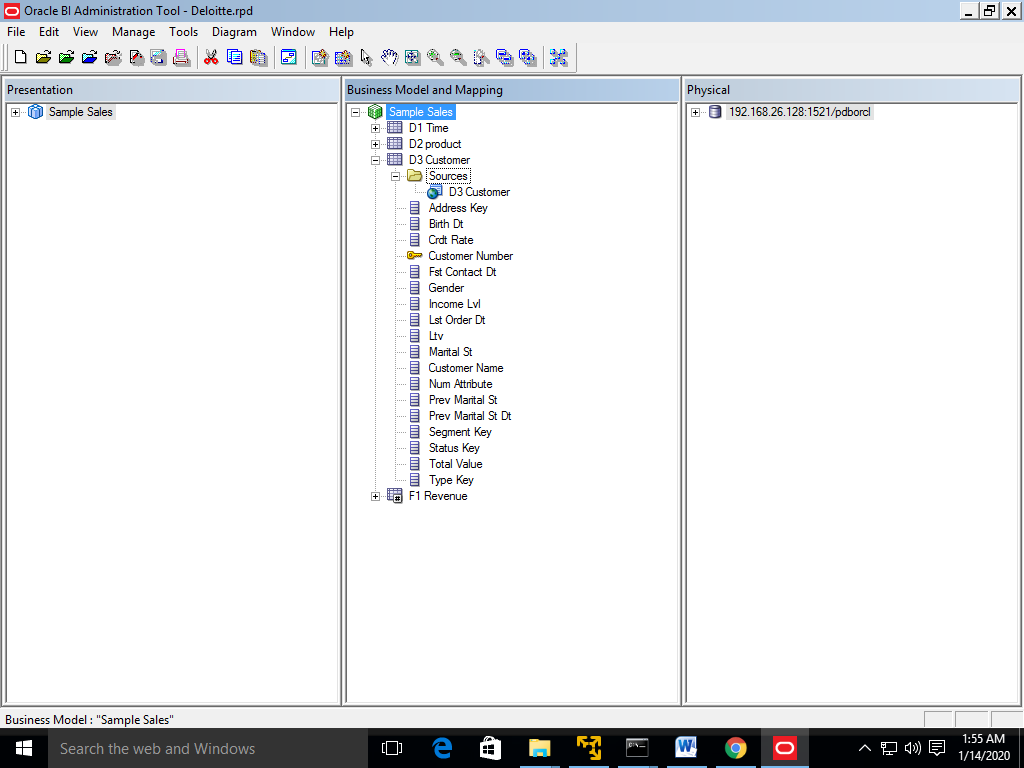 Oracle BI Administration Tool - Deloitte.rpd
File Edit View Manage Tools Diagram Window Help
Presentation
Sample Sales
Business Model and Mapping
Sample Sales
D1 Time
D2 product
D3 Customer
Sources
D3 Customer
Address Key
Birth Dt
Crdt Rate
Customer Number
Fst Contact Dt
Gender
Income Lvl
Lst Order Dt
Ltv
Marital St
Customer Name
Num Attribute
Prev Marital St
Prev Marital St Dt
Segment Key
Status Key
Total Value
Type Key
F1 Revenue
Physical
192.168.26.128:1521/pdborcl
Business Model : "Sample Sales"
Search the web and Windows
1:55 AM
1/14/2020